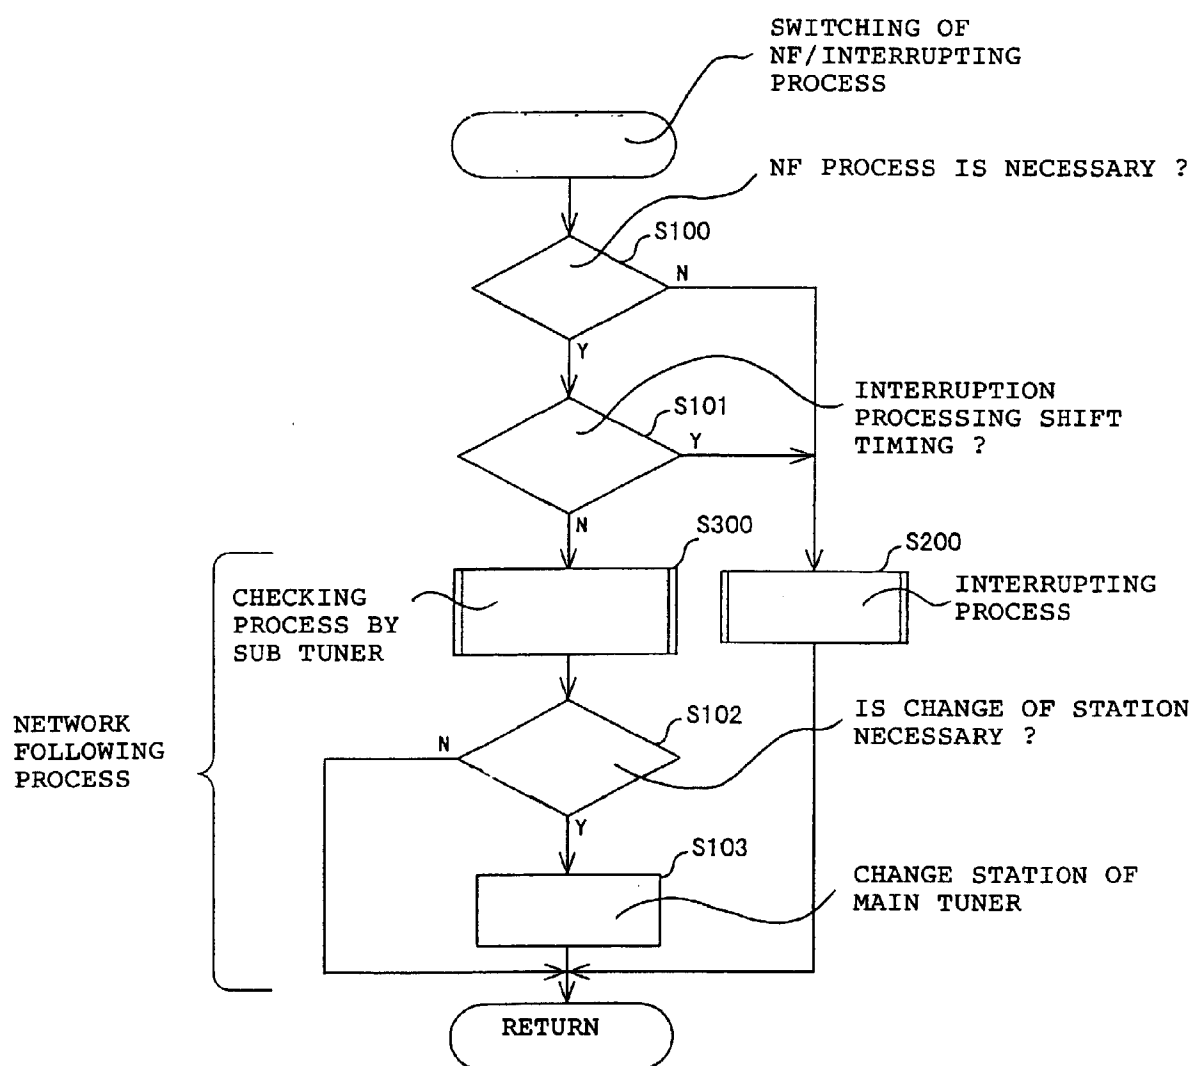 SWITCHING OF
NF/INTERRUPTING
PROCESS
NF PROCESS IS NECESSARY ?
S100
N
Y
INTERRUPTION
PROCESSING SHIFT
TIMING ?
S101
Y
N
S300
S200
CHECKING
PROCESS BY
SUB TUNER
INTERRUPTING
PROCESS
NETWORK
FOLLOWING
PROCESS
S102
N
IS CHANGE OF STATION
NECESSARY ?
Y
S103
CHANGE STATION OF
MAIN TUNER
RETURN